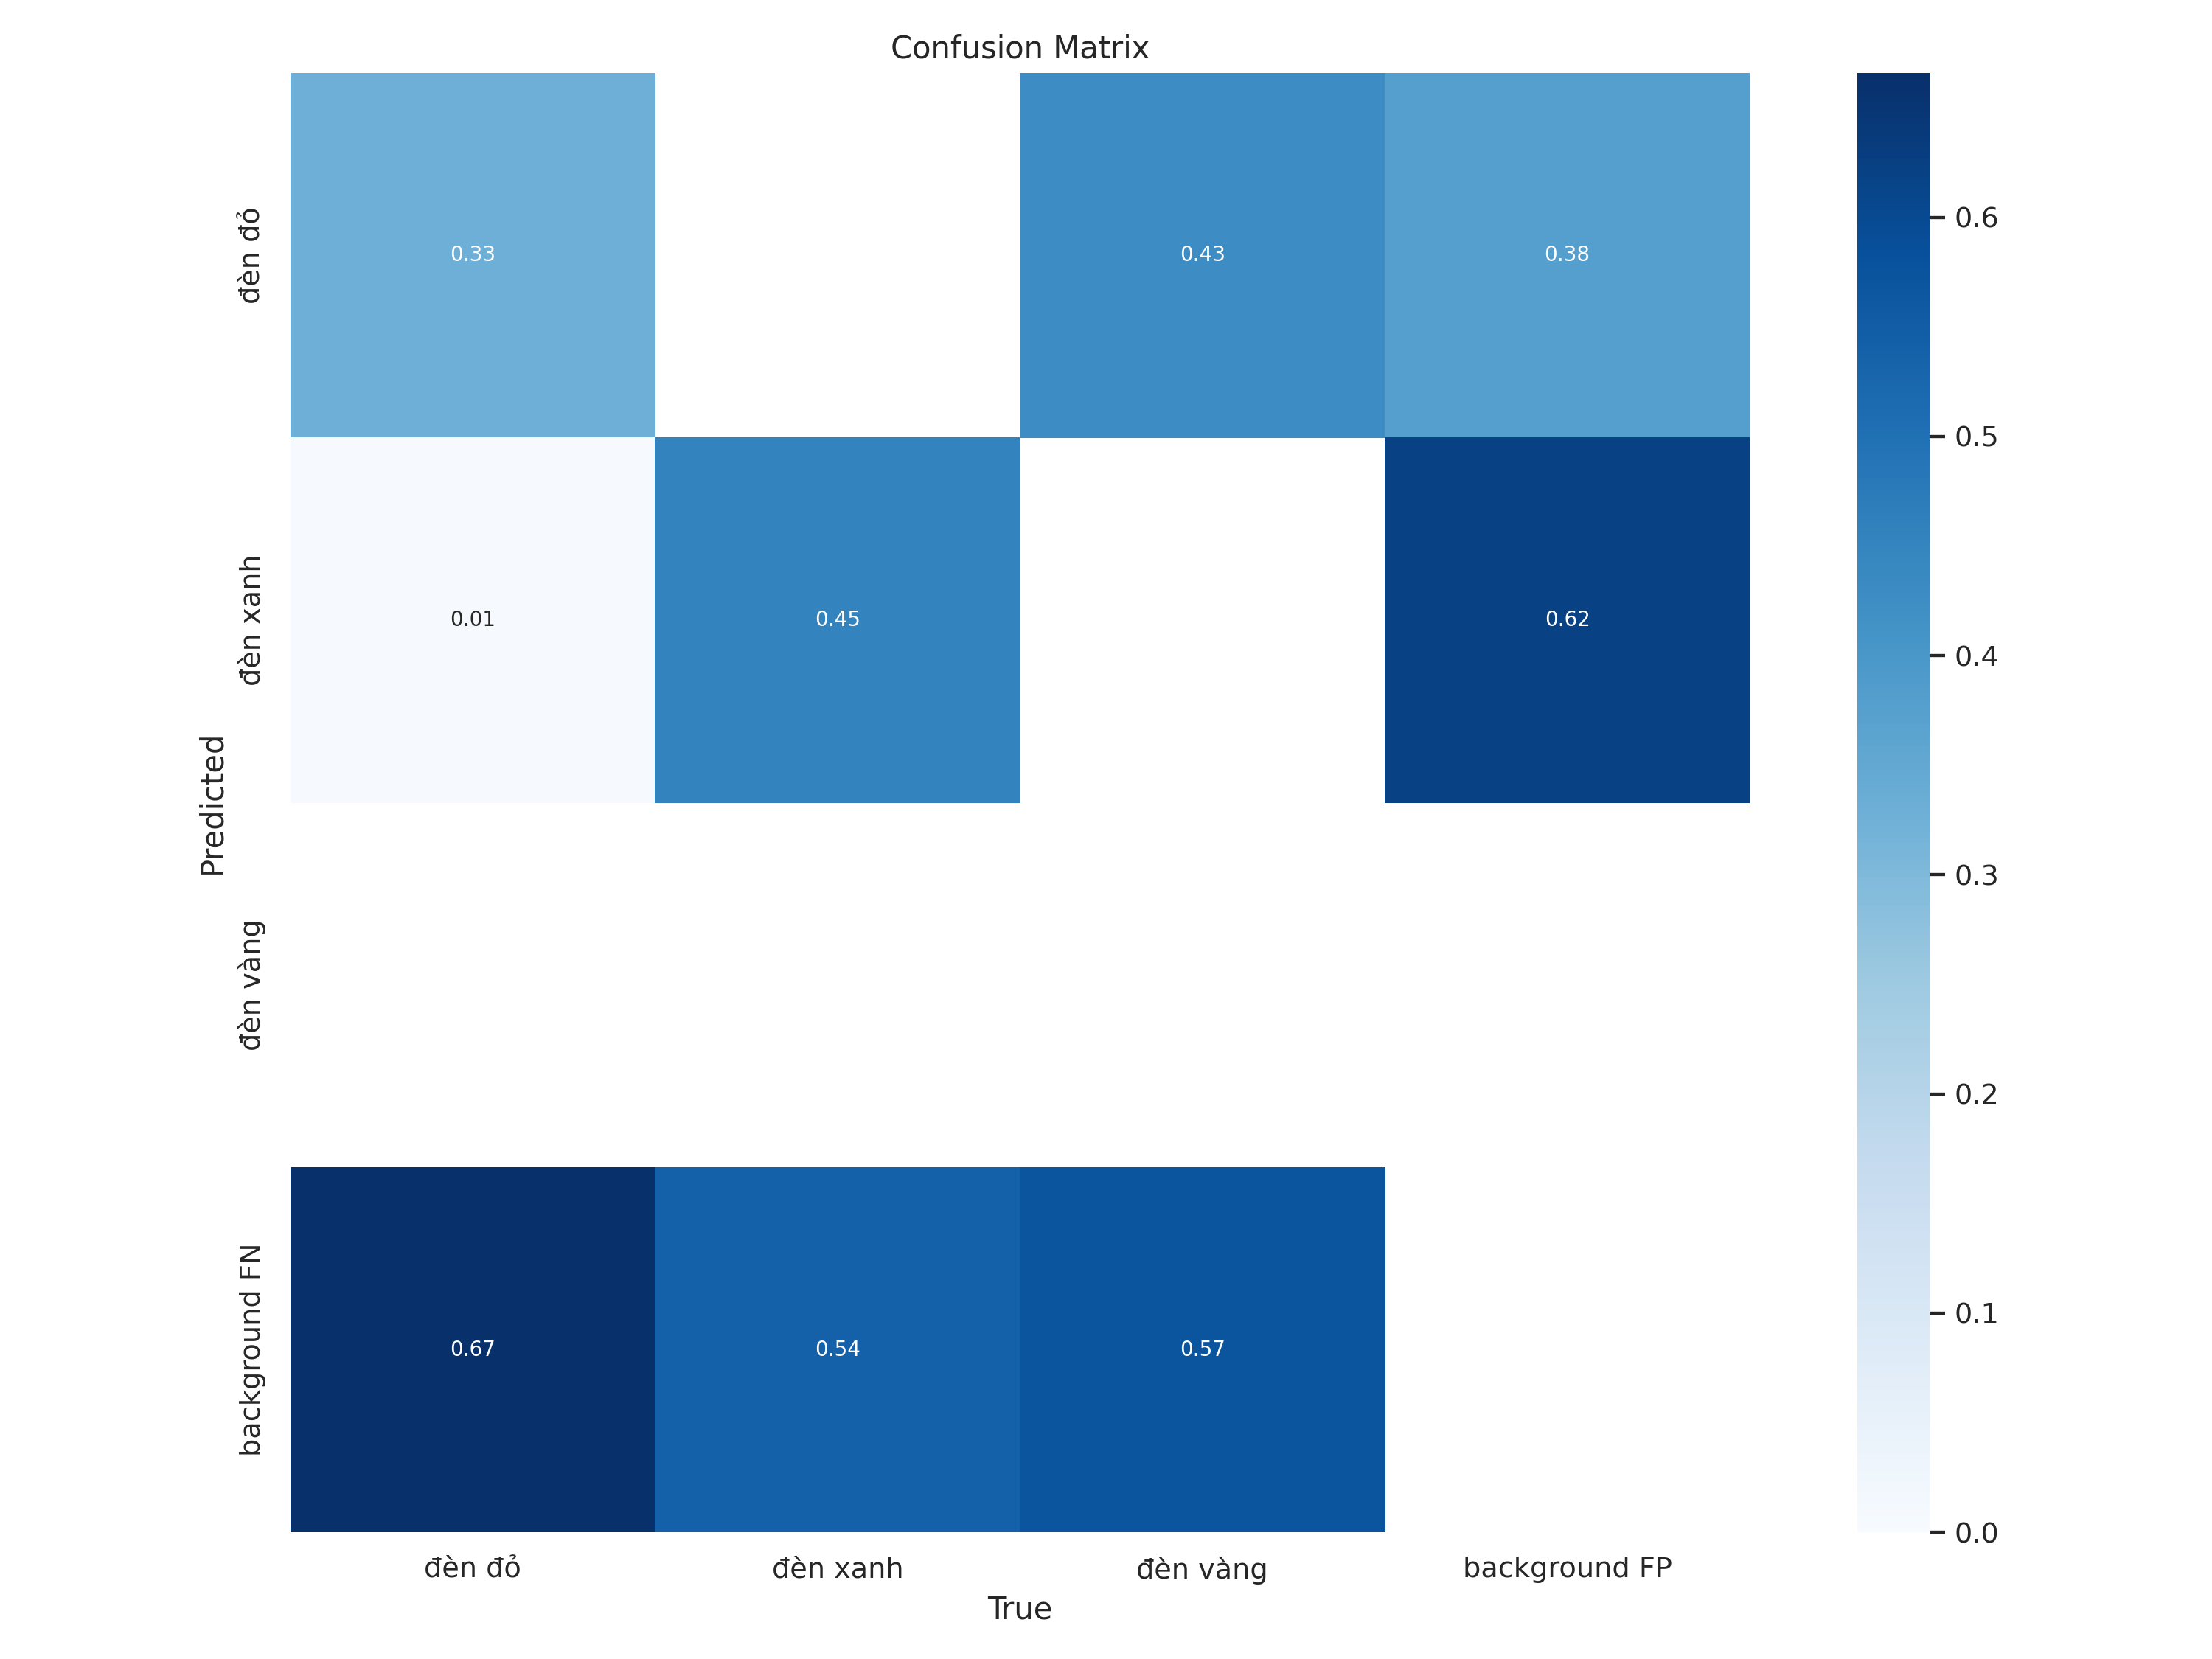 Confusion Matrix
đèn đỏ
0.33
0.43
0.38
đèn xanh
0.01
0.45
0.62
Predicted
đèn vàng
background FN
0.67
0.54
0.57
đèn đỏ
đèn xanh
đèn vàng
background FP
True
0.6
0.5
0.4
0.3
0.2
0.1
0.0